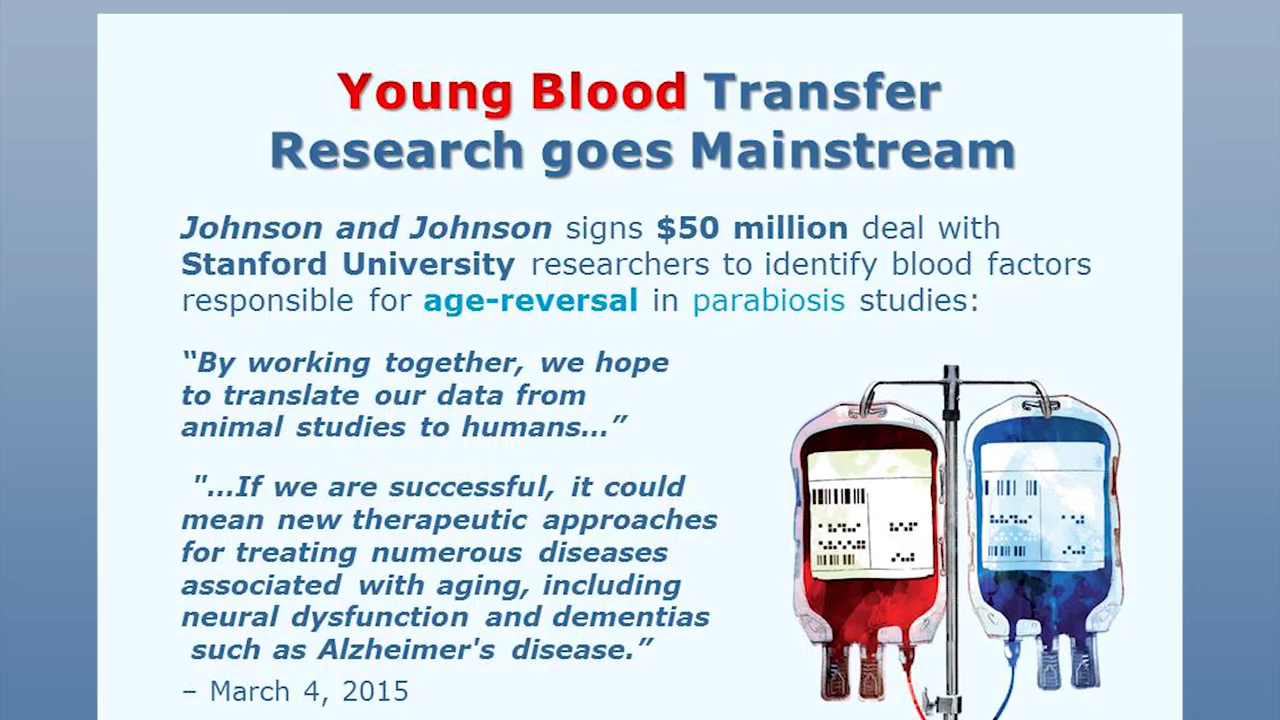 Young Blood Transfer
Research goes Mainstream
Johnson and Johnson signs $50 million deal with
Stanford University researchers to identify blood factors
responsible for age-reversal in parabiosis studies:
“By working together, we hope
to translate our data from
animal studies to humans...”
"...If we are successful, it could
mean new therapeutic approaches
for treating numerous diseases
associated with aging, including
neural dysfunction and dementias
such as Alzheimer's disease.”
– March 4, 2015